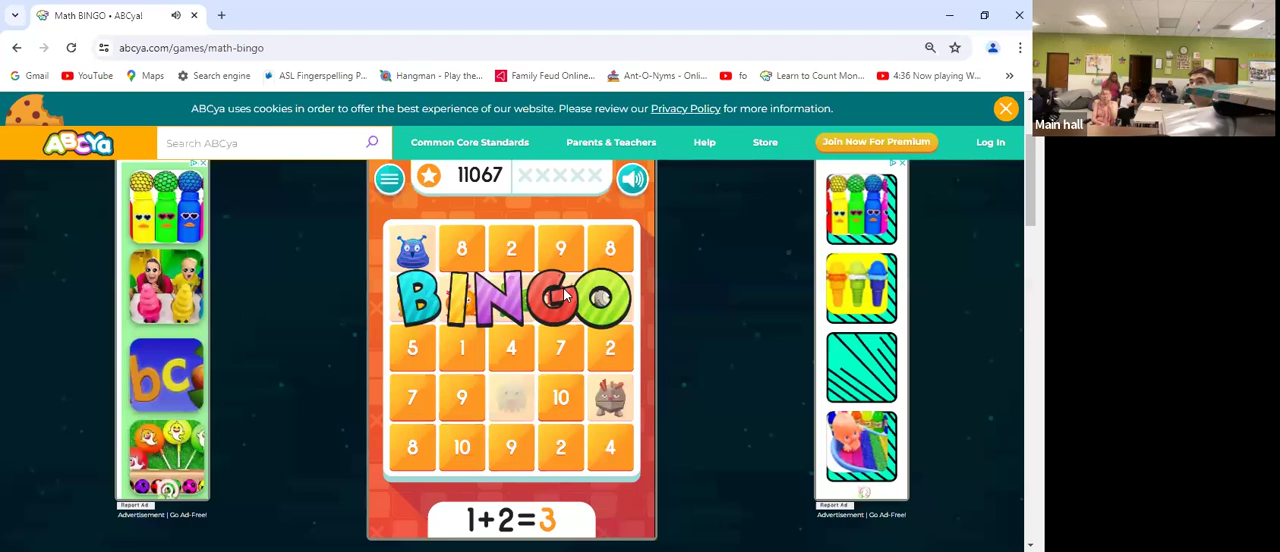 Math BINGO • ABCya!
abcya.com/games/math-bingo
Gmail YouTube Maps Search engine ASL Fingerspelling P... Hangman - Play the... Family Feud Online... Ant-O-Nyms - Onli... fo Learn to Count Mon... 4:36 Now playing W...
Main hall
ABCya uses cookies in order to offer the best experience of our website. Please review our Privacy Policy for more information.
ABCYa
Search ABCya
Common Core Standards Parents & Teachers Help Store Join Now For Premium Log In
11067
8 2 9 8
BINGO
5 1 4 7 2
7 9 10
8 10 9 2 4
1+2=3
bc
Report Ad
Advertisement | Go Ad-Free!
Report Ad
Advertisement | Go Ad-Free!